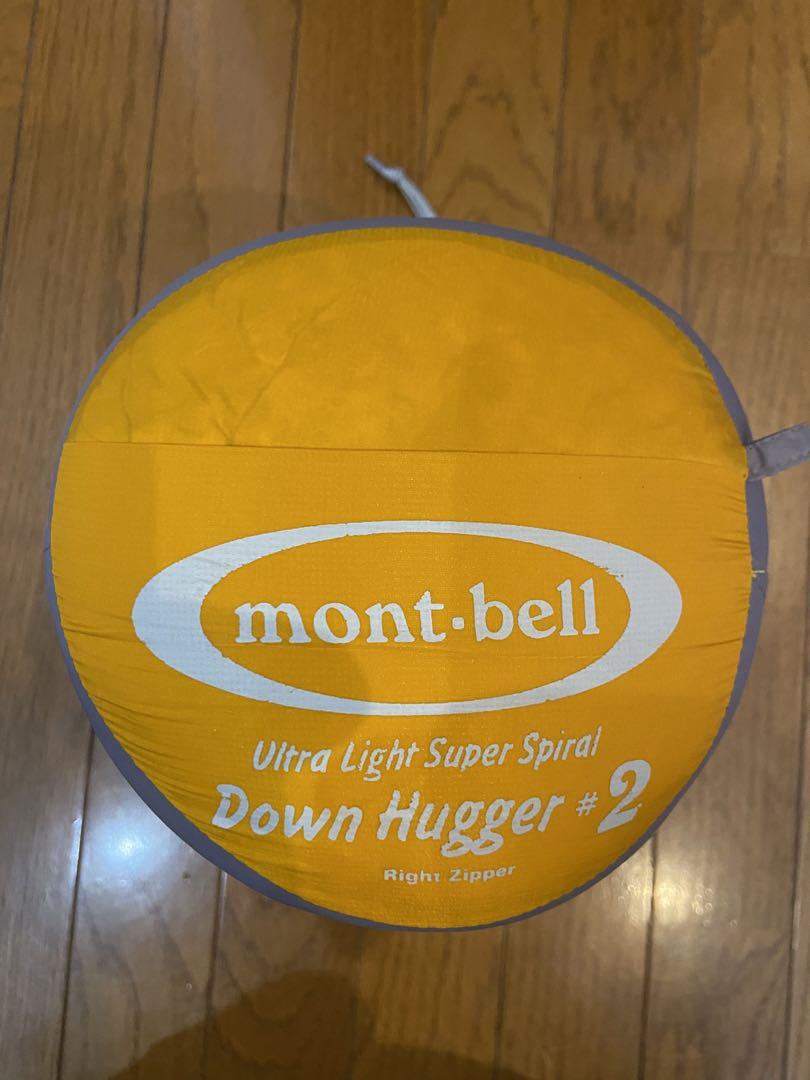 mont·bell
Ultra Light Super Spiral
Down Hugger #2
Right Zipper